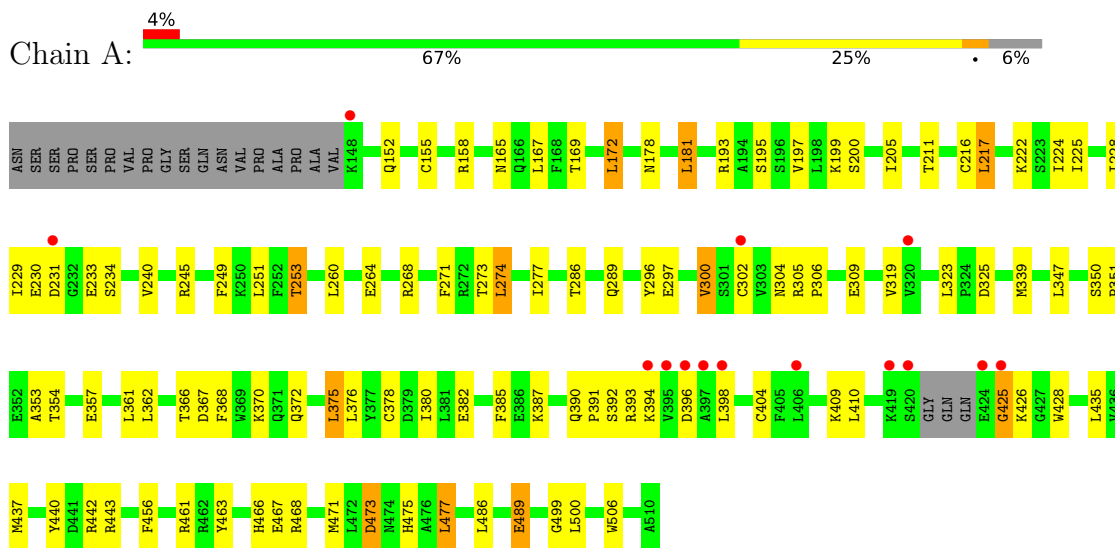 4%
Chain A:
67% 25% • 6%
ASN SER SER PRO SER PRO VAL PRO GLY SER GLN ASN VAL PRO ALA PRO ALA VAL K148 Q152 C155 R158 N165 Q166 L167 F168 T169 L172 N178 L181 R193 A194 S195 S196 V197 L198 K199 S200 I205 T211 C216 L217 K222 S223 I224 I225
I229 E230 D231 G232 E233 S234 V240 R245 F249 K250 L251 F252 T253 L260 E264 R268 F271 R272 T273 L274 I277 T286 Q289 Y296 E297 V300 S301 C302 V303 N304 R305 P306 E309 V319 V320 L323 P324 D325 M339 L347 S350
E352 A353 T354 E357 L361 L362 T366 D367 F368 W369 K370 Q371 Q372 L375 L376 Y377 C378 D379 I380 L381 E382 F385 E386 K387 Q390 P391 S392 R393 K394 V395 D396 A397 L398 C404 F405 L406 K409 L410 K419 S420 GLY GLN GLN E424 G425 K426 G427 W428 L435
M437 Y440 D441 R442 R443 F456 R461 R462 Y463 H466 E467 R468 M471 L472 D473 N474 H475 A476 L477 L486 E489 G499 L500 W506 A510